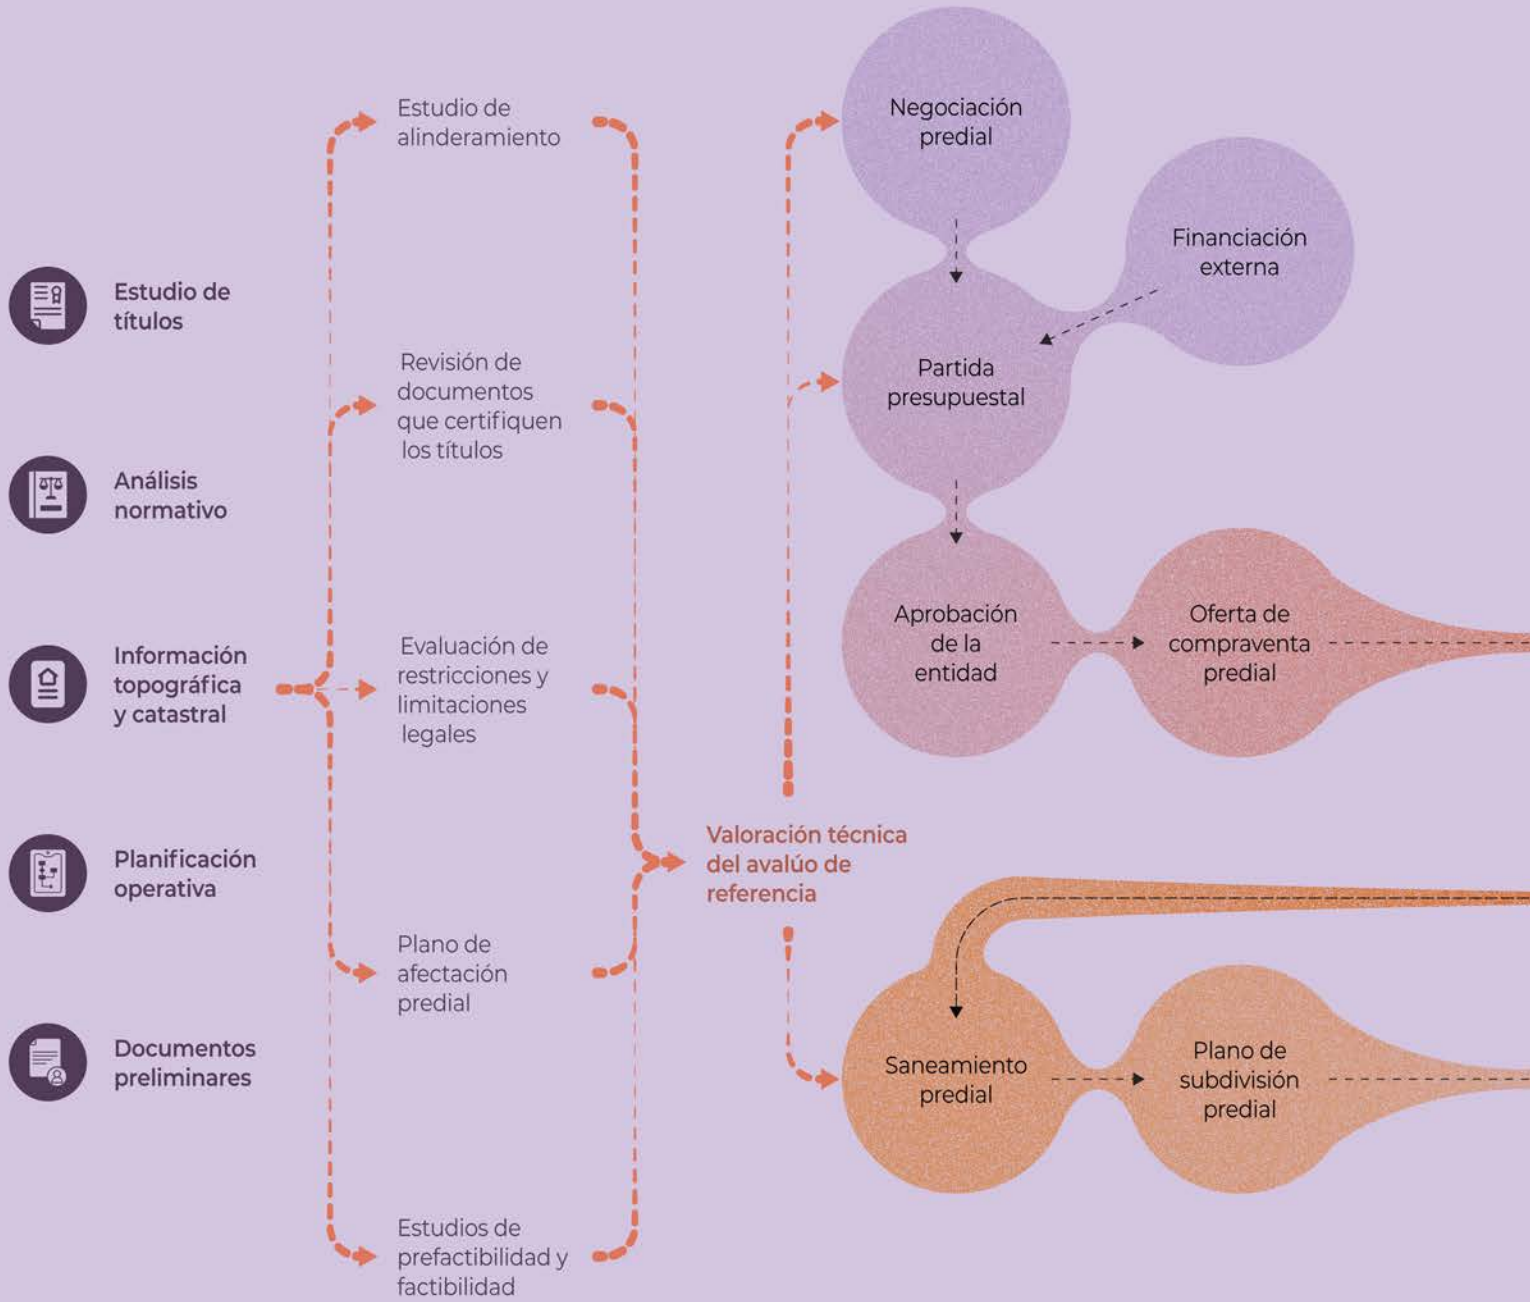 Estudio de
títulos
Análisis
normativo
Información
topográfica
y catastral
Planificación
operativa
Documentos
preliminares
Estudio de
alinderamiento
Revisión de
documentos
que certifiquen
los títulos
Evaluación de
restricciones y
limitaciones
legales
Plano de
afectación
predial
Estudios de
prefactibilidad y
factibilidad
Valoración técnica
del avalúo de
referencia
Negociación
predial
Financiación
externa
Partida
presupuestal
Aprobación
de la
entidad
Oferta de
compraventa
predial
Saneamiento
predial
Plano de
subdivisión
predial